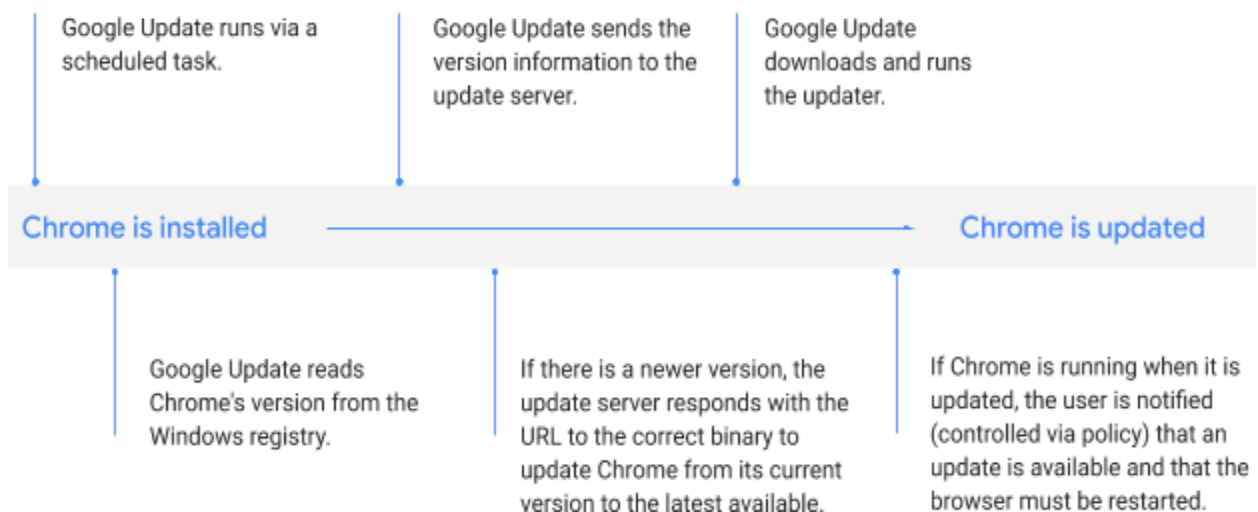 Google Update runs via a
scheduled task.
Google Update sends the
version information to the
update server.
Google Update
downloads and runs
the updater.
Chrome is installed
Chrome is updated
Google Update reads
Chrome's version from the
Windows registry.
If there is a newer version, the
update server responds with the
URL to the correct binary to
update Chrome from its current
version to the latest available.
If Chrome is running when it is
updated, the user is notified
(controlled via policy) that an
update is available and that the
browser must be restarted.